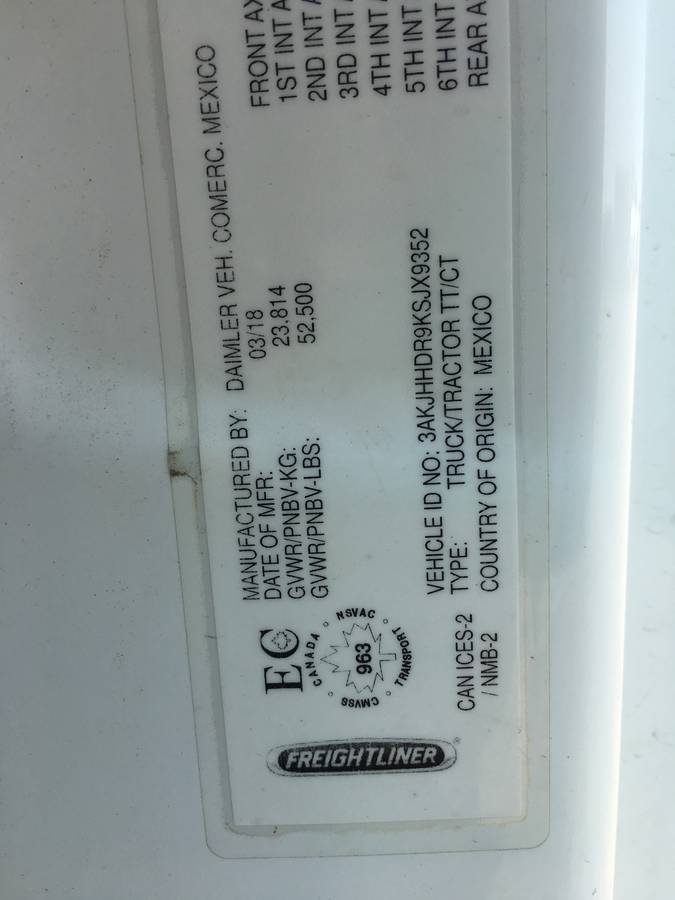 FREIGHTLINER
EC
CANADA
NSVAC
TRANSPORT
CMVSS
963
CAN ICES-2
/ NMB-2
MANUFACTURED BY: DAIMLER VEH. COMERC. MEXICO
DATE OF MFR: 03/18
GVWR/PNBV-KG: 23,814
GVWR/PNBV-LBS: 52,500
VEHICLE ID NO: 3AKJHHDR9KSJX9352
TYPE: TRUCK/TRACTOR TT/CT
COUNTRY OF ORIGIN: MEXICO
FRONT AX
1ST INT A
2ND INT A
3RD INT A
4TH INT A
5TH INT
6TH INT
REAR A